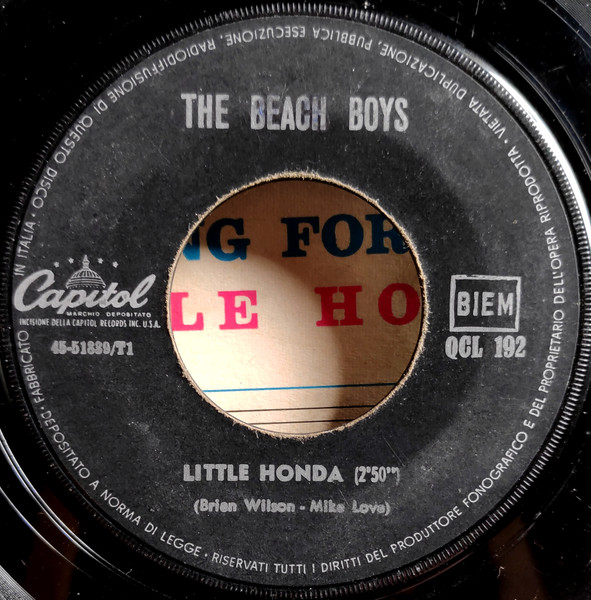 THE BEACH BOYS
NG FOR
LE HO
Capitol
MARCHIO DEPOSITATO
INCISIONE DELLA CAPITOL RECORDS INC. U.S.A.
45-51889/T1
BIEM
QCL 192
LITTLE HONDA (2"50"')
(Brian Wilson - Mike Love)
FABBRICATO IN ITALIA · VIETATA DUPLICAZIONE, PUBBLICA ESECUZIONE, RADIODIFFUSIONE DI QUESTO DISCO
DEPOSITATO A NORMA DI LEGGE · RISERVATI TUTTI I DIRITTI DEL PRODUTTORE FONOGRAFICO E DEL PROPRIETARIO DELL'OPERA RIPRODOTTA